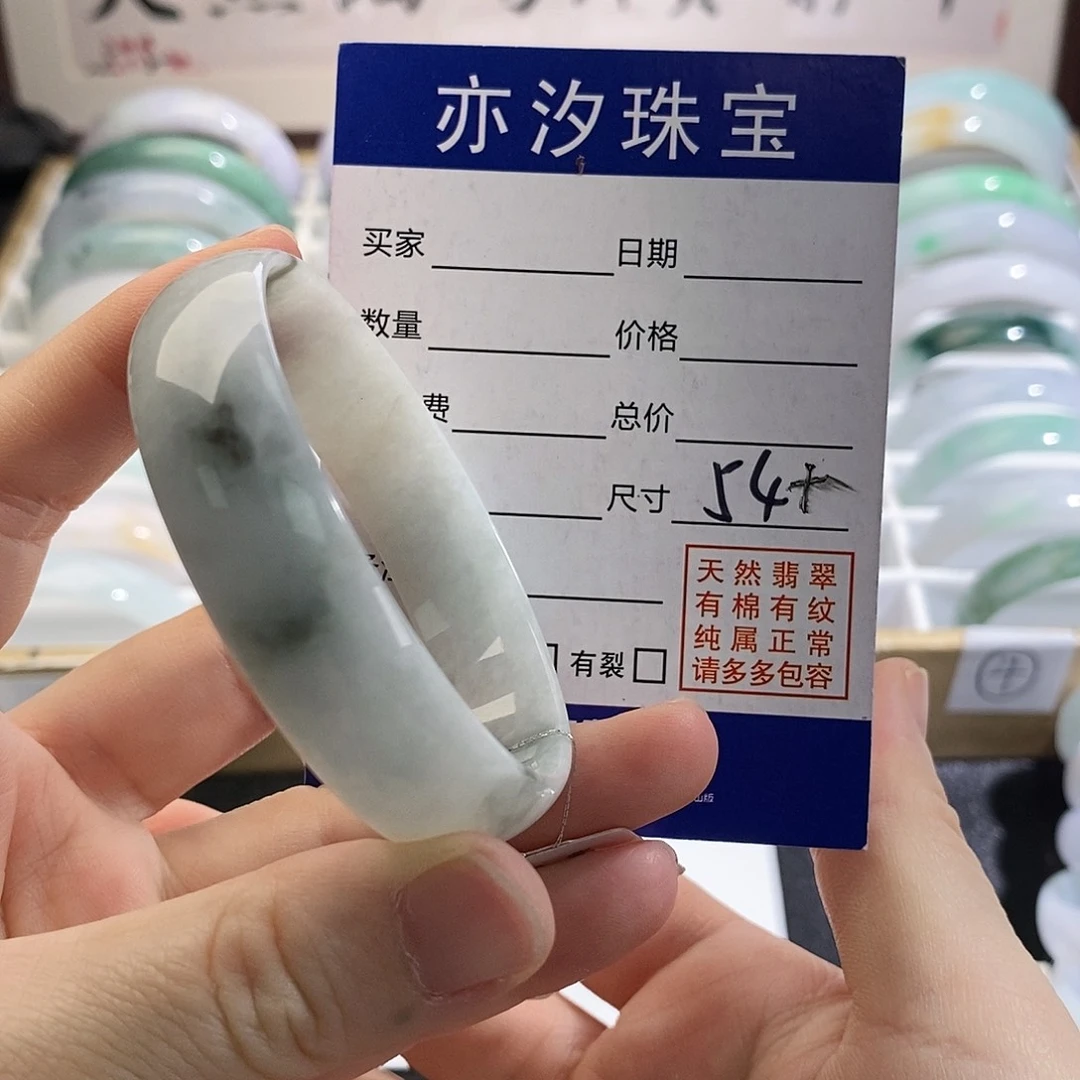 亦汐珠宝
买家 日期
数量 价格
费 总价
尺寸 54+
有裂
天然翡翠
有棉有纹
纯属正常
请多多包容